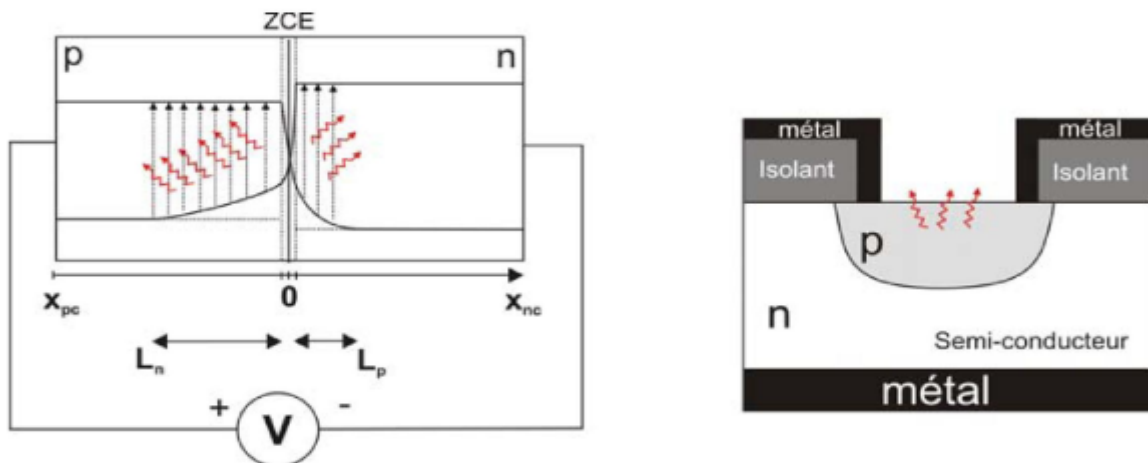 ZCE
p n
x_pc 0 x_nc
L_n L_p
+ V -
métal métal
Isolant Isolant
p
n
Semi-conducteur
métal